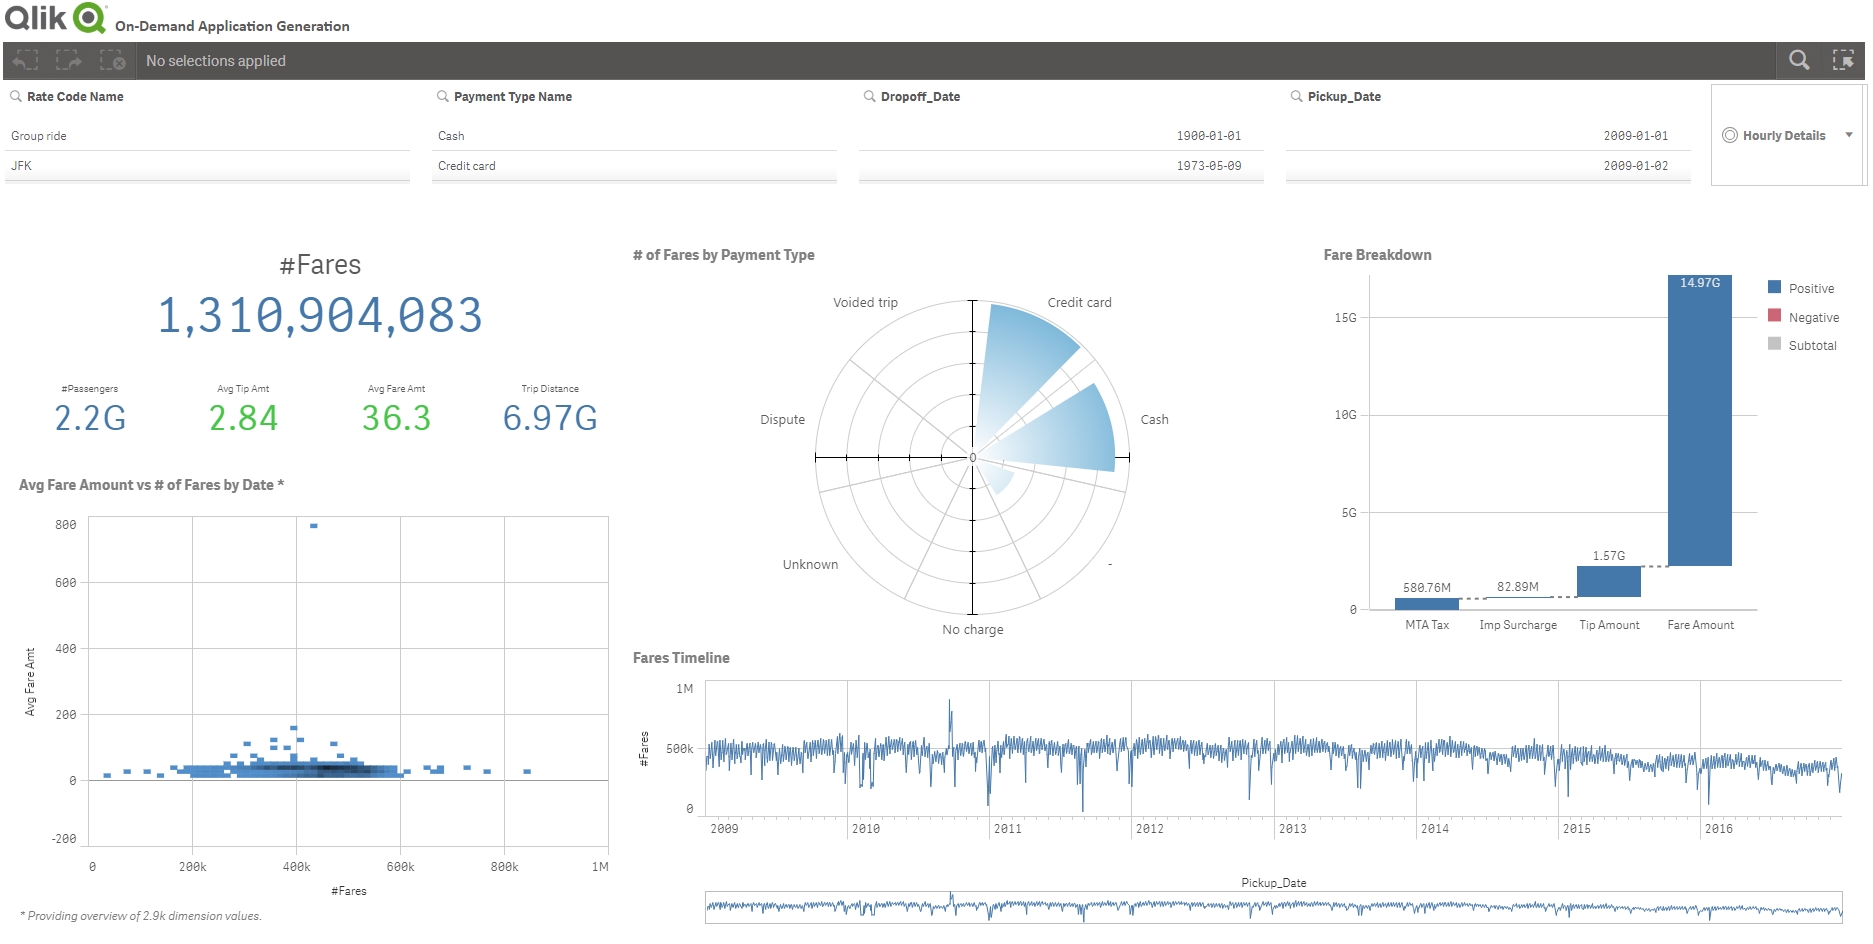 Qlik
On-Demand Application Generation
No selections applied
Rate Code Name
Group ride
JFK
Payment Type Name
Cash
Credit card
Dropoff_Date
1900-01-01
1973-05-09
Pickup_Date
2009-01-01
2009-01-02
Hourly Details
#Fares
1,310,904,083
#Passengers
2.2G
Avg Tip Amt
2.84
Avg Fare Amt
36.3
Trip Distance
6.97G
Avg Fare Amount vs # of Fares by Date *
Avg Fare Amt
800
600
400
200
0
-200
0
200k
400k
600k
800k
1M
#Fares
* Providing overview of 2.9k dimension values.
# of Fares by Payment Type
Voided trip
Credit card
Dispute
Cash
0
Unknown
-
No charge
Fare Breakdown
15G
10G
5G
0
580.76M
82.89M
1.57G
14.97G
MTA Tax
Imp Surcharge
Tip Amount
Fare Amount
Positive
Negative
Subtotal
Fares Timeline
#Fares
1M
500k
0
2009
2010
2011
2012
2013
2014
2015
2016
Pickup_Date